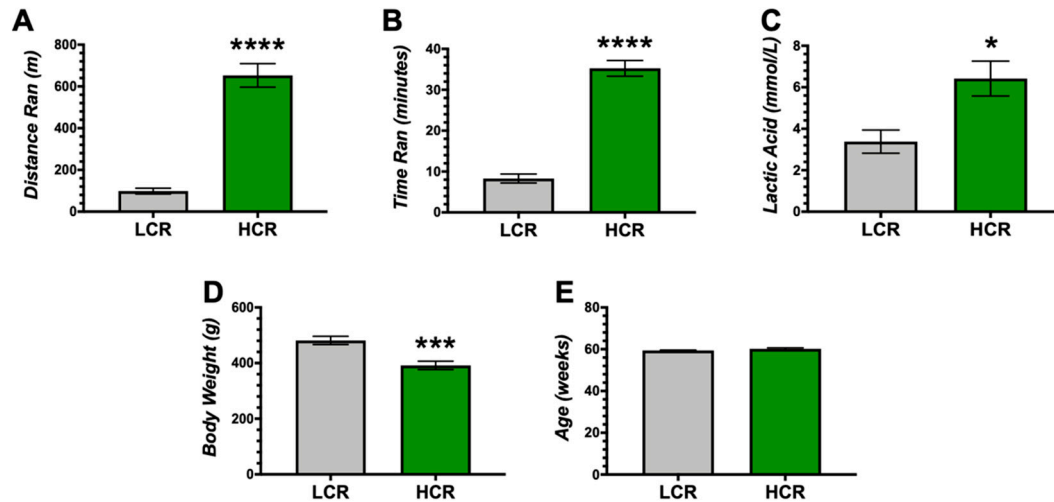 A
Distance Ran (m)
800
600
400
200
0
****
LCR HCR
B
Time Ran (minutes)
40
30
20
10
0
****
LCR HCR
C
Lactic Acid (mmol/L)
8
6
4
2
0
*
LCR HCR
D
Body Weight (g)
600
400
200
0
***
LCR HCR
E
Age (weeks)
80
60
40
20
0
LCR HCR